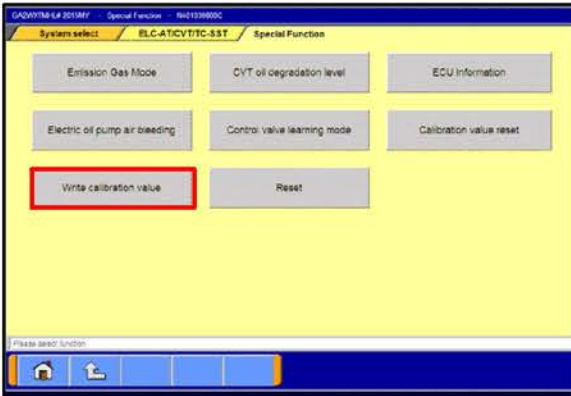 GA2WXTMHL# 2015MY - Special Function -
System select
ELC-AT/CVT/TC-SST
Special Function
Emission Gas Mode
CVT oil degradation level
ECU Information
Electric oil pump air bleeding
Control valve learning mode
Calibration value reset
Write calibration value
Reset
Please select function